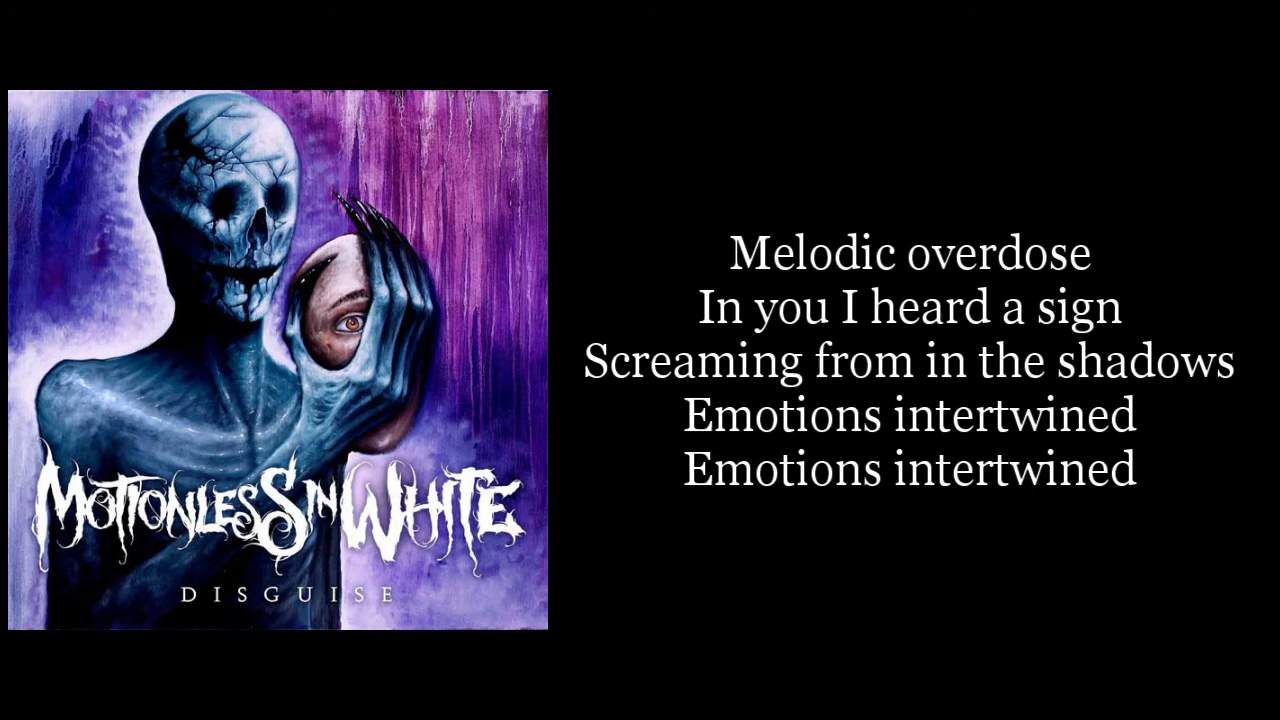 MOTIONLESS IN WHITE
DISGUISE
Melodic overdose
In you I heard a sign
Screaming from in the shadows
Emotions intertwined
Emotions intertwined